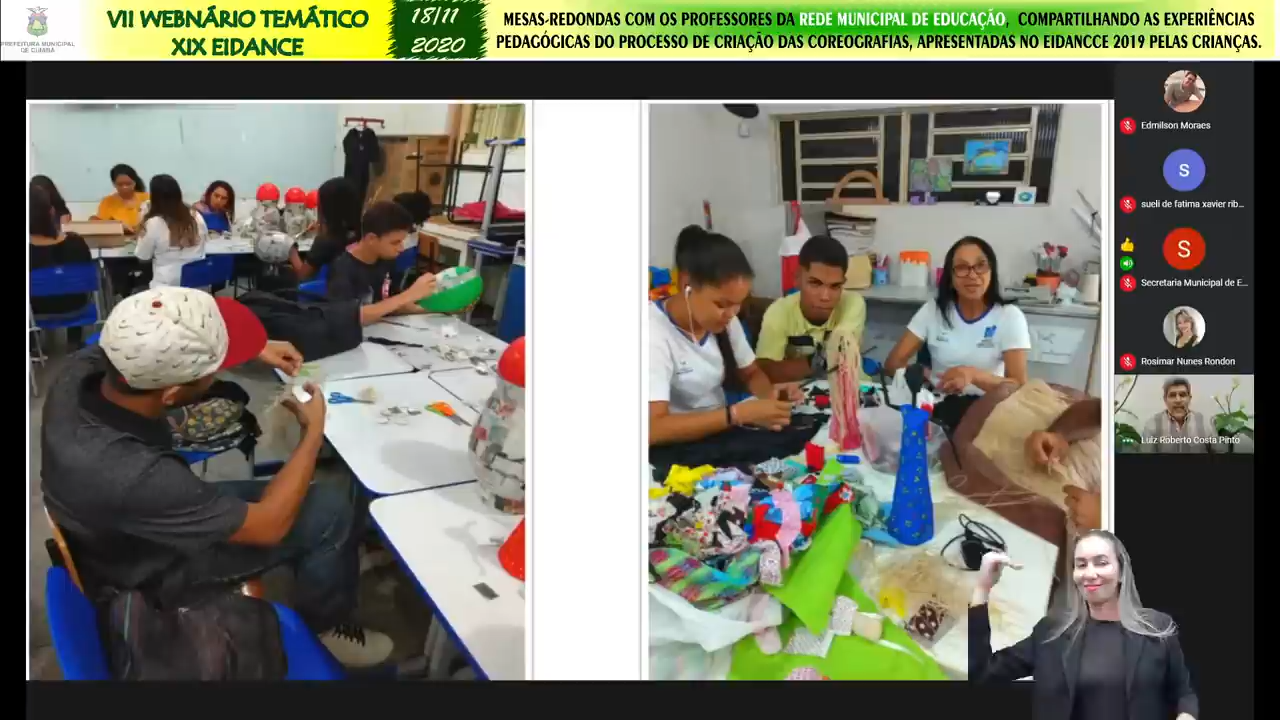 PREFEITURA MUNICIPAL
DE CUIABÁ
VII WEBNÁRIO TEMÁTICO
XIX EIDANCE
18/11
2020
MESAS-REDONDAS COM OS PROFESSORES DA REDE MUNICIPAL DE EDUCAÇÃO, COMPARTILHANDO AS EXPERIÊNCIAS
PEDAGÓGICAS DO PROCESSO DE CRIAÇÃO DAS COREOGRAFIAS, APRESENTADAS NO EIDANCCE 2019 PELAS CRIANÇAS.
Edmilson Moraes
S
sueli de fatima xavier rib...
S
Secretaria Municipal de E...
Rosimar Nunes Rondon
Luiz Roberto Costa Pinto